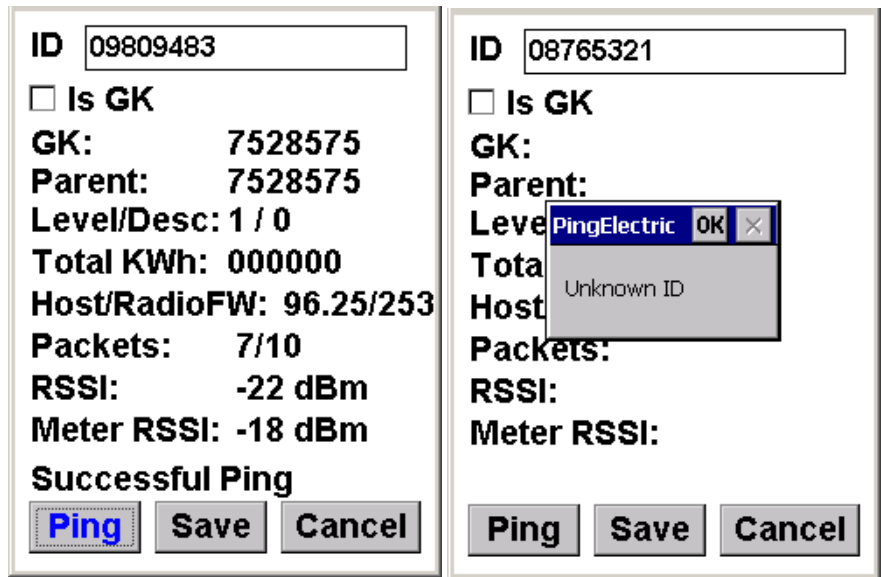 ID 09809483
Is GK
GK: 7528575
Parent: 7528575
Level/Desc: 1 / 0
Total KWh: 000000
Host/RadioFW: 96.25/253
Packets: 7/10
RSSI: -22 dBm
Meter RSSI: -18 dBm
Successful Ping
Ping Save Cancel
ID 08765321
Is GK
GK:
Parent:
Leve
PingElectric OK
Tota
Unknown ID
Host
Packets:
RSSI:
Meter RSSI:
Ping Save Cancel